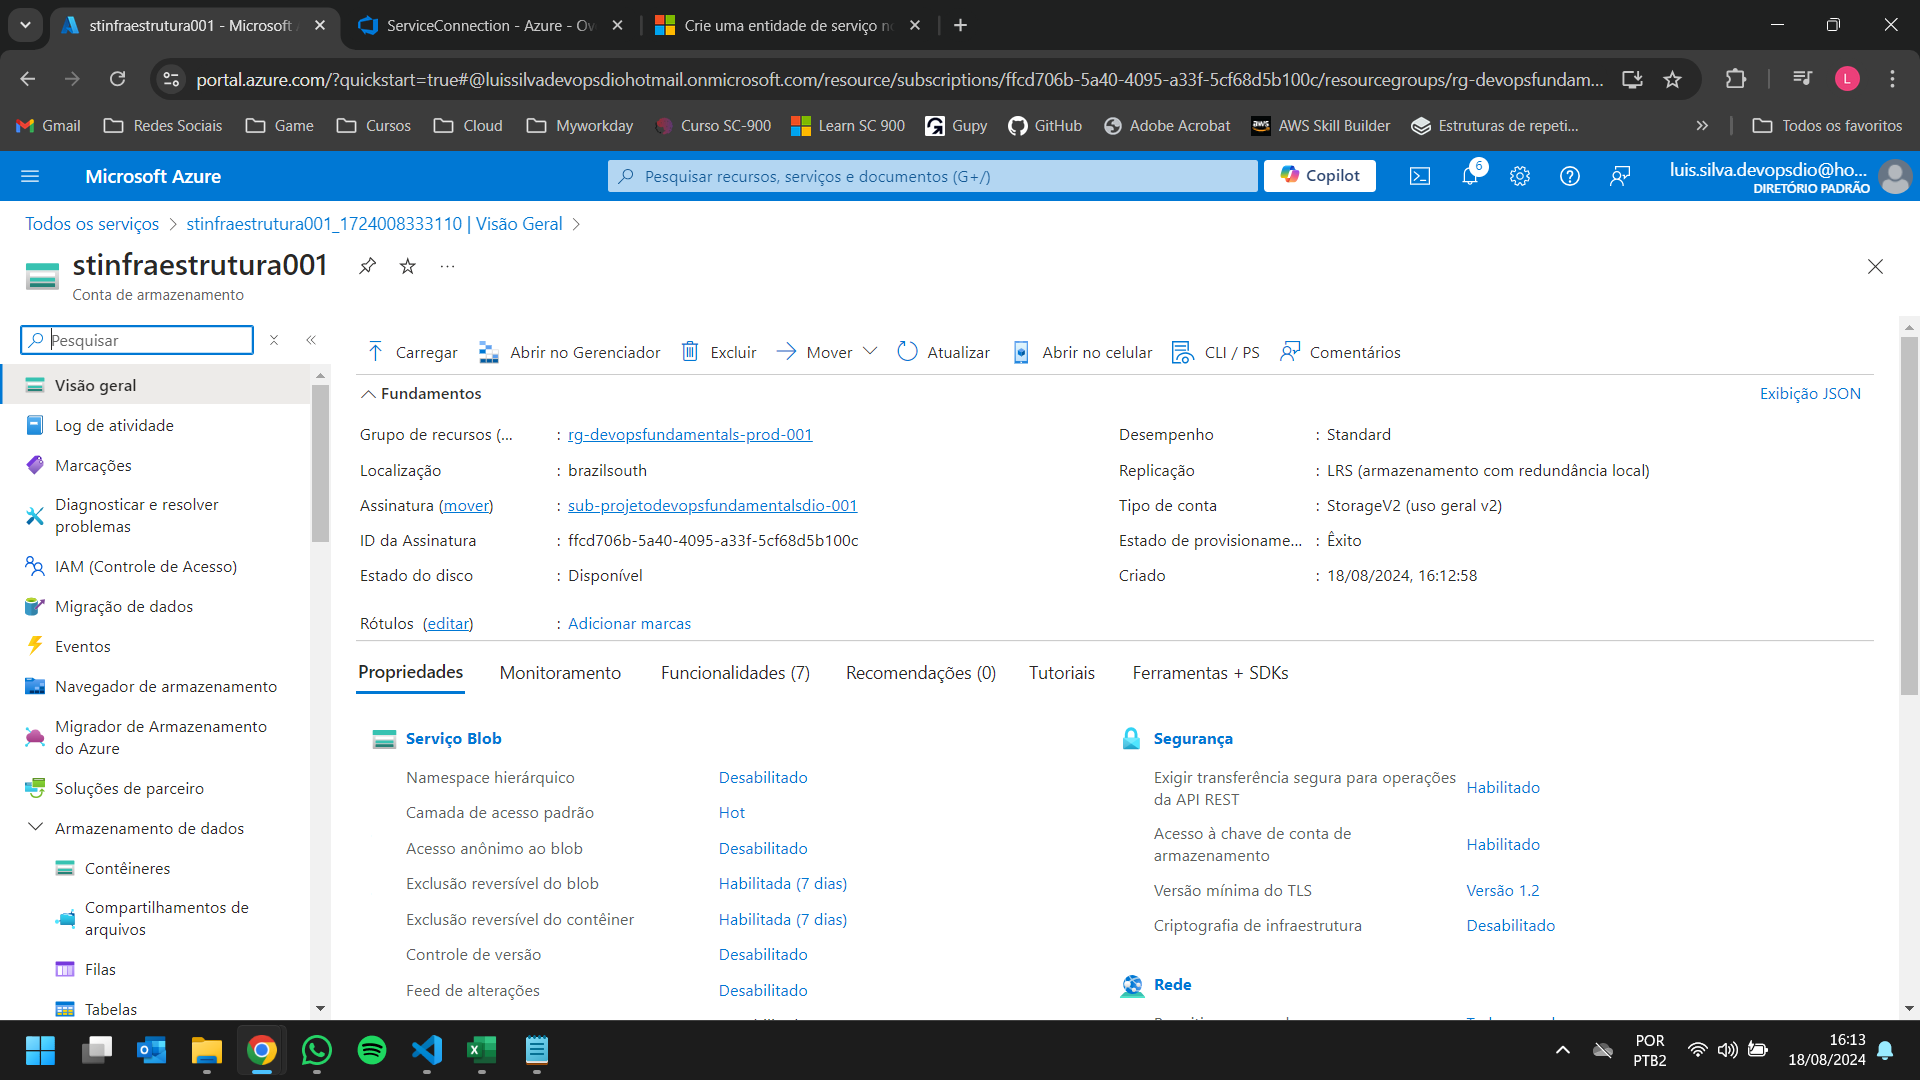 stinfraestrutura001 - Microsoft A
ServiceConnection - Azure - Ov
Crie uma entidade de serviço no
portal.azure.com/?quickstart=true#@luissilvadevopsdiohotmail.onmicrosoft.com/resource/subscriptions/ffcd706b-5a40-4095-a33f-5cf68d5b100c/resourcegroups/rg-devopsfundam...
L
Gmail
Redes Sociais
Game
Cursos
Cloud
Myworkday
Curso SC-900
Learn SC 900
Gupy
GitHub
Adobe Acrobat
aws
AWS Skill Builder
Estruturas de repeti...
Todos os favoritos
Microsoft Azure
Pesquisar recursos, serviços e documentos (G+/)
Copilot
6
luis.silva.devopsdio@ho...
DIRETÓRIO PADRÃO
Todos os serviços > stinfraestrutura001_1724008333110 | Visão Geral >
stinfraestrutura001
Conta de armazenamento
Pesquisar
Visão geral
Log de atividade
Marcações
Diagnosticar e resolver
problemas
IAM (Controle de Acesso)
Migração de dados
Eventos
Navegador de armazenamento
Migrador de Armazenamento
do Azure
Soluções de parceiro
Armazenamento de dados
Contêineres
Compartilhamentos de
arquivos
Filas
Tabelas
Carregar
Abrir no Gerenciador
Excluir
Mover
Atualizar
Abrir no celular
CLI / PS
Comentários
Fundamentos
Exibição JSON
Grupo de recursos (... : rg-devopsfundamentals-prod-001
Localização : brazilsouth
Assinatura (mover) : sub-projetodevopsfundamentalsdio-001
ID da Assinatura : ffcd706b-5a40-4095-a33f-5cf68d5b100c
Estado do disco : Disponível
Rótulos (editar) : Adicionar marcas
Desempenho : Standard
Replicação : LRS (armazenamento com redundância local)
Tipo de conta : StorageV2 (uso geral v2)
Estado de provisioname... : Êxito
Criado : 18/08/2024, 16:12:58
Propriedades
Monitoramento
Funcionalidades (7)
Recomendações (0)
Tutoriais
Ferramentas + SDKs
Serviço Blob
Namespace hierárquico Desabilitado
Camada de acesso padrão Hot
Acesso anônimo ao blob Desabilitado
Exclusão reversível do blob Habilitada (7 dias)
Exclusão reversível do contêiner Habilitada (7 dias)
Controle de versão Desabilitado
Feed de alterações Desabilitado
Segurança
Exigir transferência segura para operações
da API REST
Habilitado
Acesso à chave de conta de
armazenamento
Habilitado
Versão mínima do TLS Versão 1.2
Criptografia de infraestrutura Desabilitado
Rede
POR
PTB2
16:13
18/08/2024